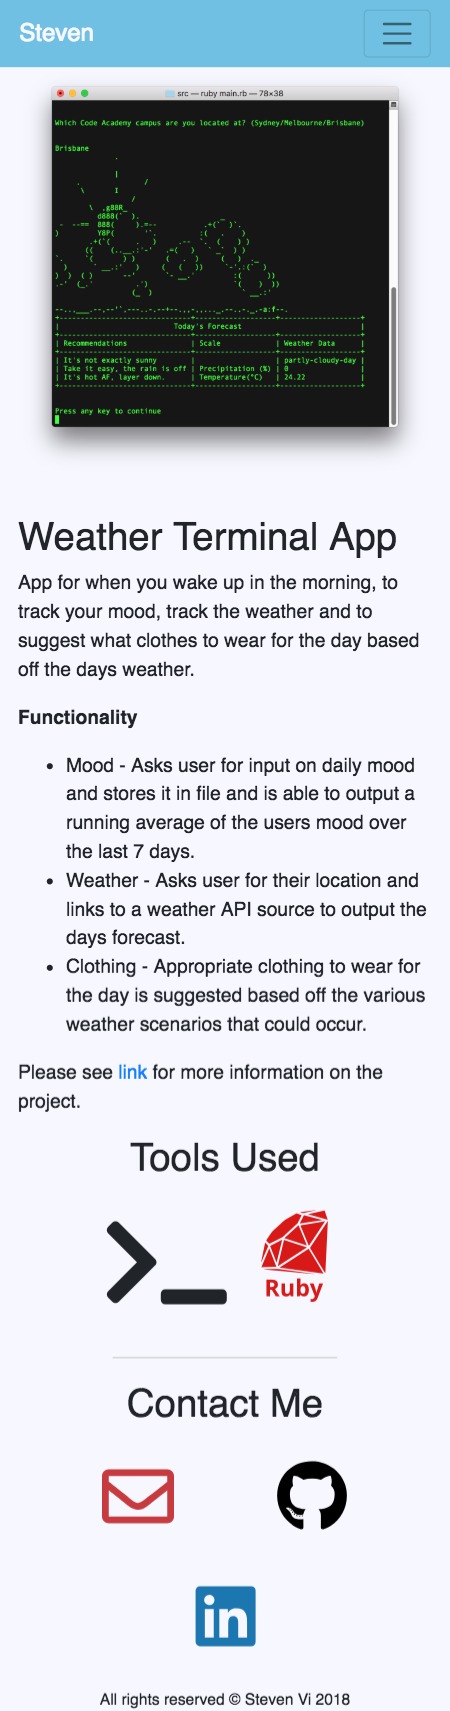 Steven
src — ruby main.rb — 78×38
Which Code Academy campus are you located at? (Sydney/Melbourne/Brisbane)
Brisbane
Today's Forecast
| Recommendations | Scale | Weather Data |
| It's not exactly sunny | | partly-cloudy-day |
| Take it easy, the rain is off | Precipitation (%) | 0 |
| It's hot AF, layer down. | Temperature(°C) | 24.22 |
Press any key to continue
Weather Terminal App
App for when you wake up in the morning, to
track your mood, track the weather and to
suggest what clothes to wear for the day based
off the days weather.
Functionality
• Mood - Asks user for input on daily mood
and stores it in file and is able to output a
running average of the users mood over
the last 7 days.
• Weather - Asks user for their location and
links to a weather API source to output the
days forecast.
• Clothing - Appropriate clothing to wear for
the day is suggested based off the various
weather scenarios that could occur.
Please see link for more information on the
project.
Tools Used
Ruby
Contact Me
in
All rights reserved © Steven Vi 2018